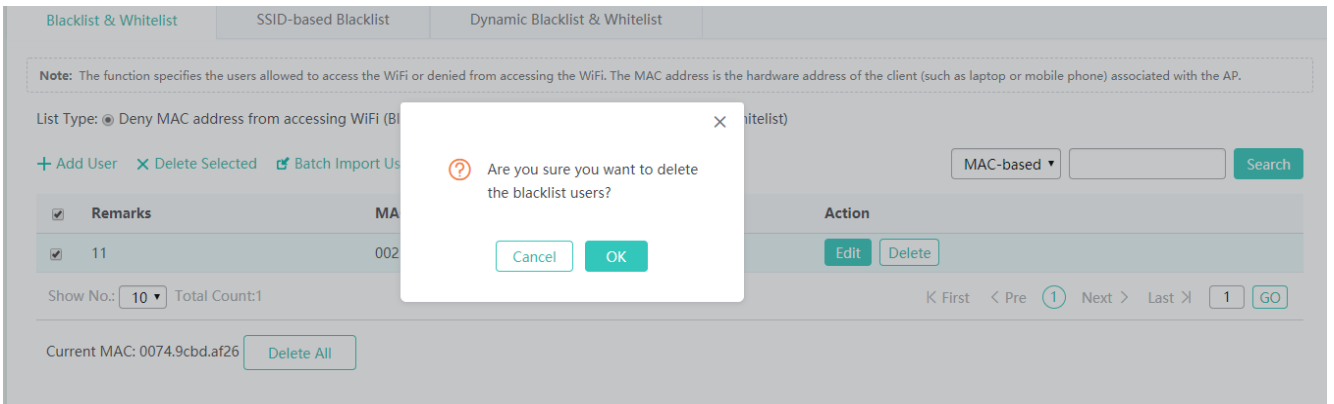 Blacklist & Whitelist SSID-based Blacklist Dynamic Blacklist & Whitelist
Note: The function specifies the users allowed to access the WiFi or denied from accessing the WiFi. The MAC address is the hardware address of the client (such as laptop or mobile phone) associated with the AP.
List Type: Deny MAC address from accessing WiFi (Bl hitelist)
Add User Delete Selected Batch Import Us MAC-based Search
Are you sure you want to delete
the blacklist users?
Cancel OK
Remarks MA Action
11 002 Edit Delete
Show No.: 10 Total Count:1 First Pre 1 Next Last 1 GO
Current MAC: 0074.9cbd.af26 Delete All